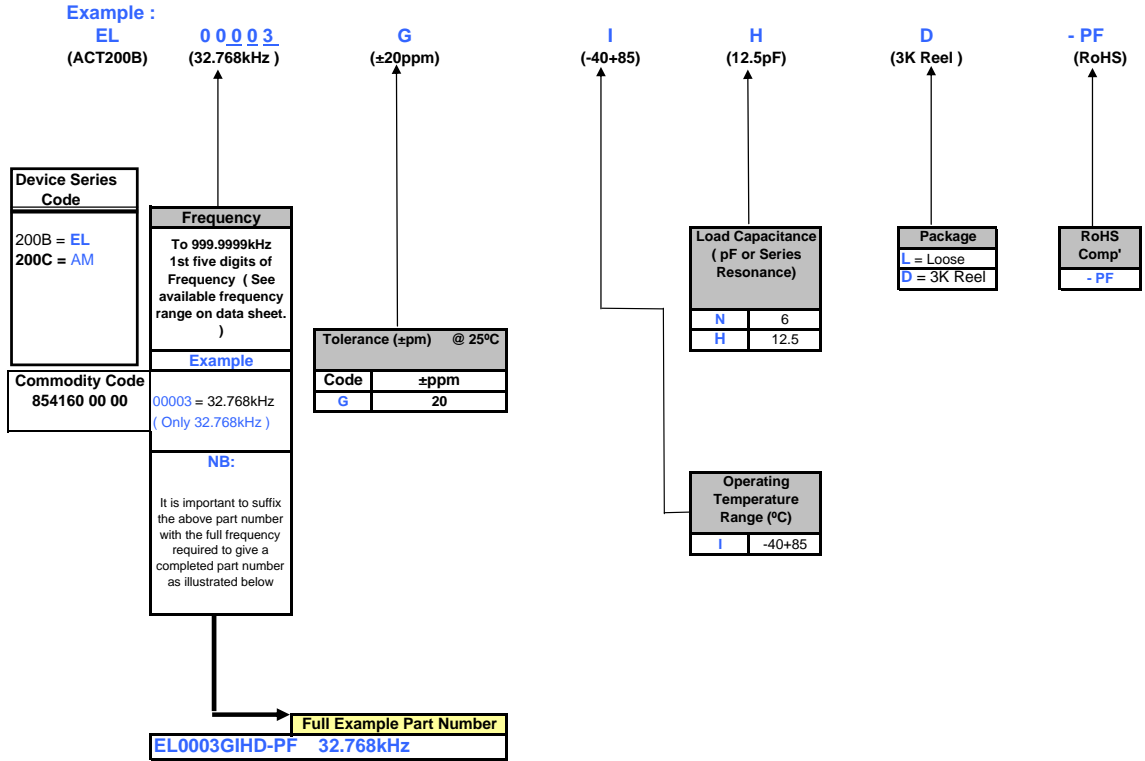 Example :
EL 0 0 0 0 3 G I H D - PF
(ACT200B) (32.768kHz ) (±20ppm) (-40+85) (12.5pF) (3K Reel ) (RoHS)
Device Series
Code
200B = EL
200C = AM
Commodity Code
854160 00 00
Frequency
To 999.9999kHz
1st five digits of
Frequency ( See
available frequency
range on data sheet.
)
Example
00003 = 32.768kHz
( Only 32.768kHz )
NB:
It is important to suffix
the above part number
with the full frequency
required to give a
completed part number
as illustrated below
Tolerance (±pm) @ 25ºC
Code ±ppm
G 20
Load Capacitance
( pF or Series
Resonance)
N 6
H 12.5
Operating
Temperature
Range (ºC)
I -40+85
Package
L = Loose
D = 3K Reel
RoHS
Comp'
- PF
Full Example Part Number
EL0003GIHD-PF 32.768kHz